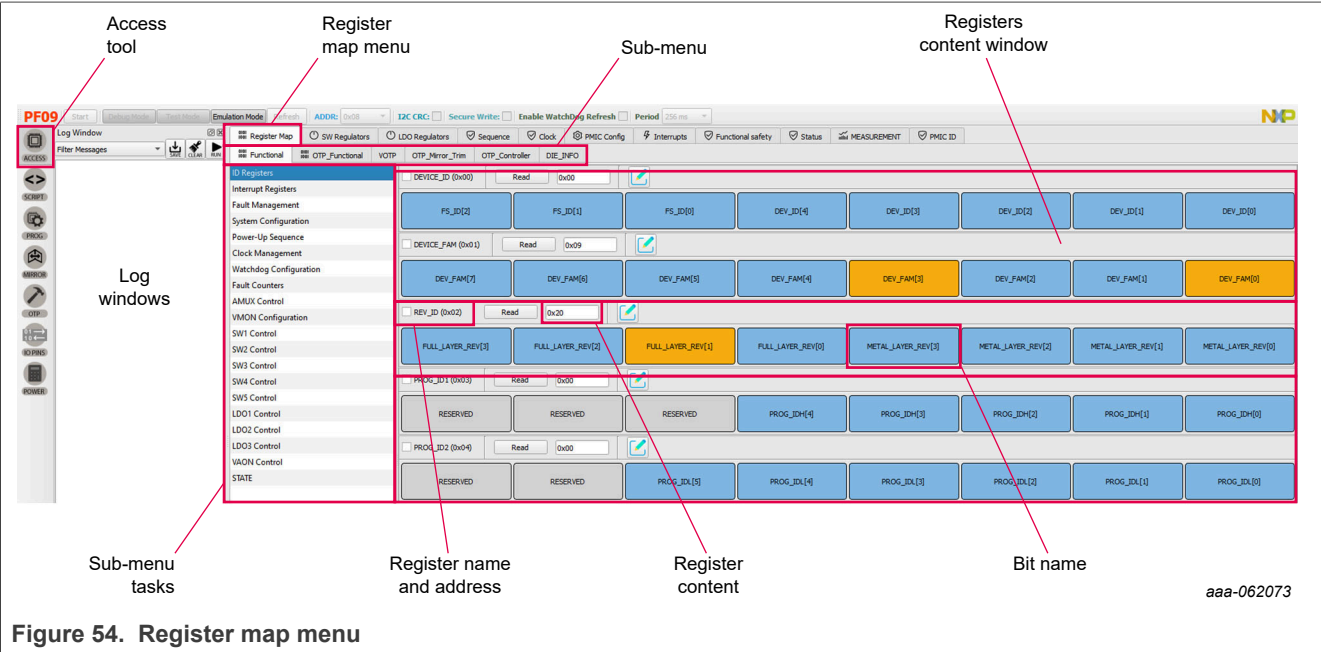 Access tool
Register map menu
Sub-menu
Registers content window
PF09 Start Debug Mode Test Mode Emulation Mode Refresh ADDR: 0x08 I2C CRC: Secure Write: Enable WatchDog Refresh Period 256 ms NXP
Log Window
Filter Messages
SAVE CLEAR RUN
Register Map SW Regulators LDO Regulators Sequence Clock PMIC Config Interrupts Functional safety Status MEASUREMENT PMIC ID
Functional OTP_Functional VOTP OTP_Mirror_Trim OTP_Controller DIE_INFO
ACCESS
SCRIPT
PROG
MIRROR
OTP
IO PINS
POWER
Log windows
ID Registers
Interrupt Registers
Fault Management
System Configuration
Power-Up Sequence
Clock Management
Watchdog Configuration
Fault Counters
AMUX Control
VMON Configuration
SW1 Control
SW2 Control
SW3 Control
SW4 Control
SW5 Control
LDO1 Control
LDO2 Control
LDO3 Control
VAON Control
STATE
DEVICE_ID (0x00) Read 0x00
FS_ID[2] FS_ID[1] FS_ID[0] DEV_ID[4] DEV_ID[3] DEV_ID[2] DEV_ID[1] DEV_ID[0]
DEVICE_FAM (0x01) Read 0x09
DEV_FAM[7] DEV_FAM[6] DEV_FAM[5] DEV_FAM[4] DEV_FAM[3] DEV_FAM[2] DEV_FAM[1] DEV_FAM[0]
REV_ID (0x02) Read 0x20
FULL_LAYER_REV[3] FULL_LAYER_REV[2] FULL_LAYER_REV[1] FULL_LAYER_REV[0] METAL_LAYER_REV[3] METAL_LAYER_REV[2] METAL_LAYER_REV[1] METAL_LAYER_REV[0]
PROG_ID1 (0x03) Read 0x00
RESERVED RESERVED RESERVED PROG_IDH[4] PROG_IDH[3] PROG_IDH[2] PROG_IDH[1] PROG_IDH[0]
PROG_ID2 (0x04) Read 0x00
RESERVED RESERVED PROG_IDL[5] PROG_IDL[4] PROG_IDL[3] PROG_IDL[2] PROG_IDL[1] PROG_IDL[0]
Sub-menu tasks
Register name and address
Register content
Bit name
aaa-062073
Figure 54. Register map menu